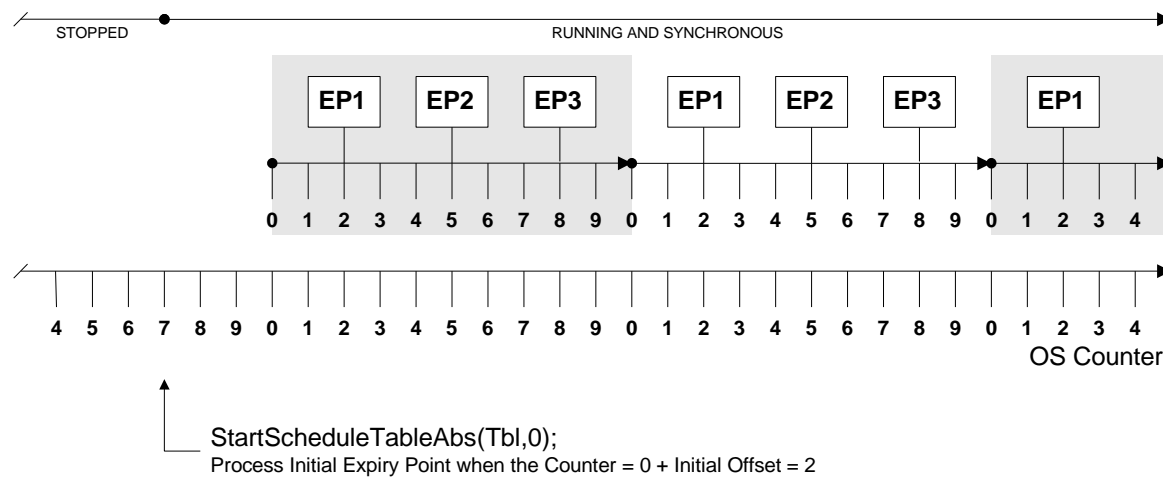 STOPPED RUNNING AND SYNCHRONOUS
EP1 EP2 EP3 EP1 EP2 EP3 EP1
0 1 2 3 4 5 6 7 8 9 0 1 2 3 4 5 6 7 8 9 0 1 2 3 4
4 5 6 7 8 9 0 1 2 3 4 5 6 7 8 9 0 1 2 3 4 5 6 7 8 9 0 1 2 3 4
OS Counter
StartScheduleTableAbs(Tbl,0);
Process Initial Expiry Point when the Counter = 0 + Initial Offset = 2